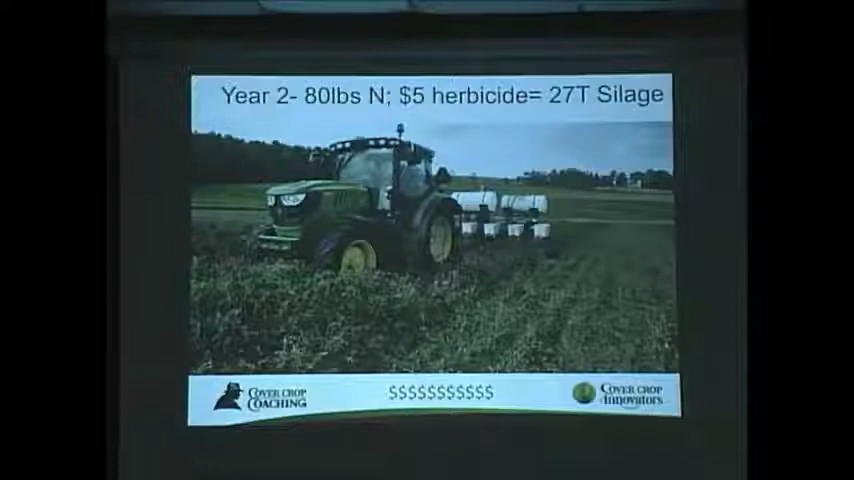 Year 2- 80lbs N; $5 herbicide= 27T Silage
COVER CROP
COACHING
$$$$$$$$$$$
COVER CROP
Innovators